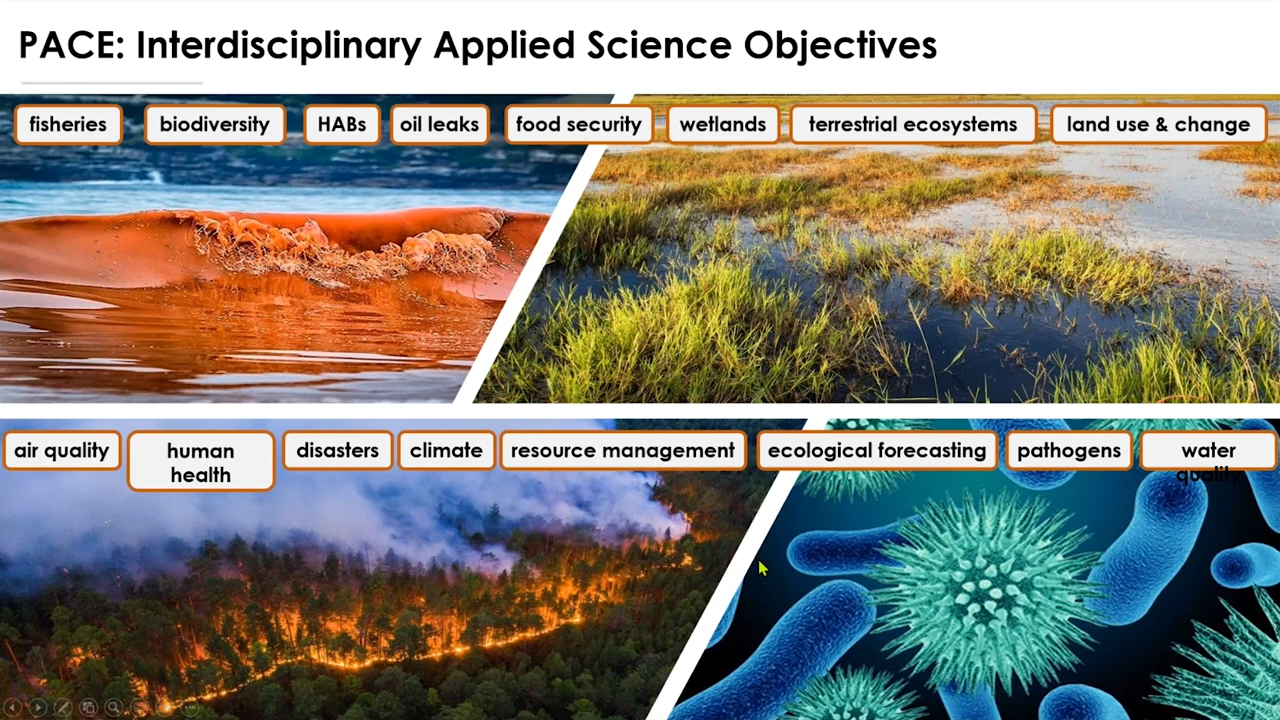 PACE: Interdisciplinary Applied Science Objectives
fisheries
biodiversity
HABs
oil leaks
food security
wetlands
terrestrial ecosystems
land use & change
air quality
human
health
disasters
climate
resource management
ecological forecasting
pathogens
water
quality